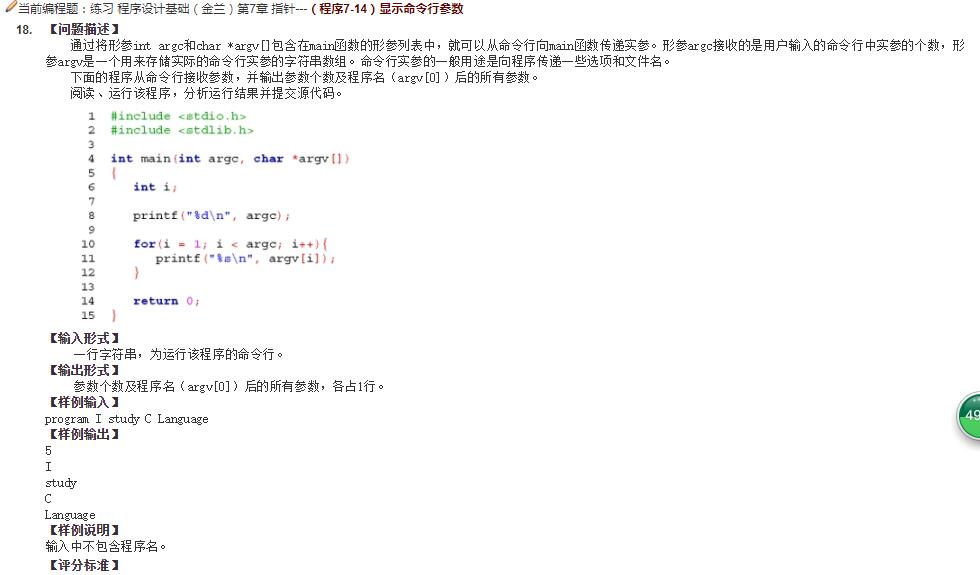 当前编程题：练习 程序设计基础（金兰）第7章 指针---（程序7-14）显示命令行参数
18. 【问题描述】
通过将形参int argc和char *argv[]包含在main函数的形参列表中，就可以从命令行向main函数传递实参。形参argc接收的是用户输入的命令行中实参的个数，形
参argv是一个用来存储实际的命令行实参的字符串数组。命令行实参的一般用途是向程序传递一些选项和文件名。
下面的程序从命令行接收参数，并输出参数个数及程序名（argv[0]）后的所有参数。
阅读、运行该程序，分析运行结果并提交源代码。
1 #include <stdio.h>
2 #include <stdlib.h>
3
4 int main(int argc, char *argv[])
5 {
6 int i;
7
8 printf("%d\n", argc);
9
10 for(i = 1; i < argc; i++){
11 printf("%s\n", argv[i]);
12 }
13
14 return 0;
15 }
【输入形式】
一行字符串，为运行该程序的命令行。
【输出形式】
参数个数及程序名（argv[0]）后的所有参数，各占1行。
【样例输入】
program I study C Language
【样例输出】
5
I
study
C
Language
【样例说明】
输入中不包含程序名。
【评分标准】
49